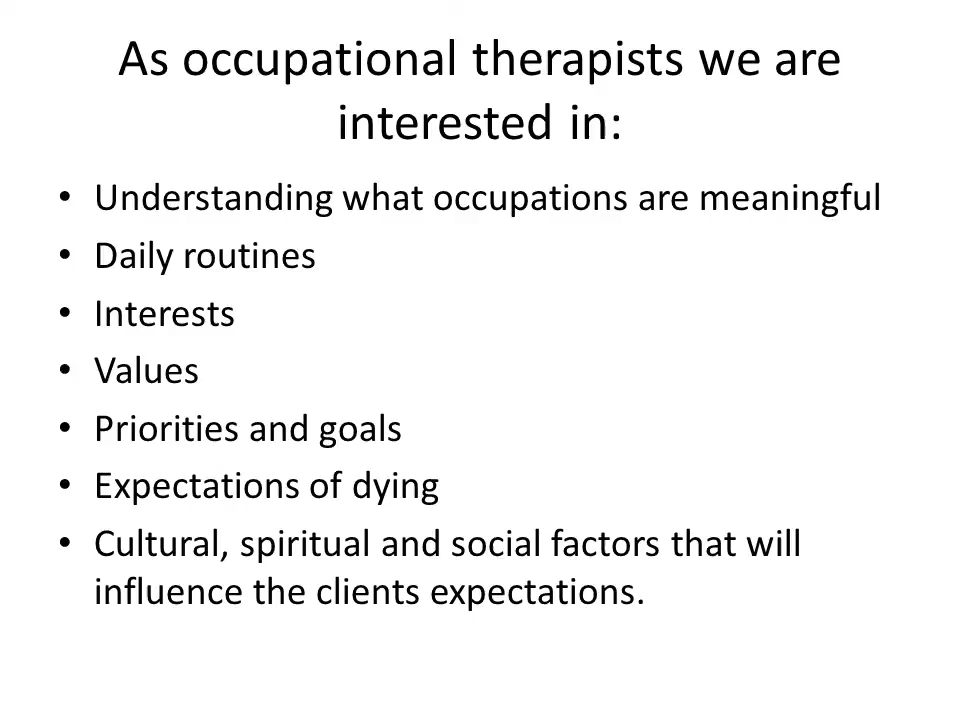 As occupational therapists we are
interested in:
• Understanding what occupations are meaningful
• Daily routines
• Interests
• Values
• Priorities and goals
• Expectations of dying
• Cultural, spiritual and social factors that will
influence the clients expectations.